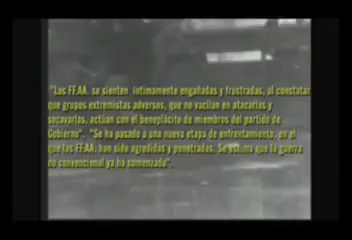 "Las FF.AA. se sienten íntimamente engañadas y frustradas, al constatar
que grupos extremistas adversos, que no vacilan en atacarlas y
socavarlas, actúan con el beneplácito de miembros del partido de
Gobierno". "Se ha pasado a una nueva etapa de enfrentamiento, en el
que las FF.AA. han sido agredidas y penetradas. Se estima que la guerra
no convencional ya ha comenzado".